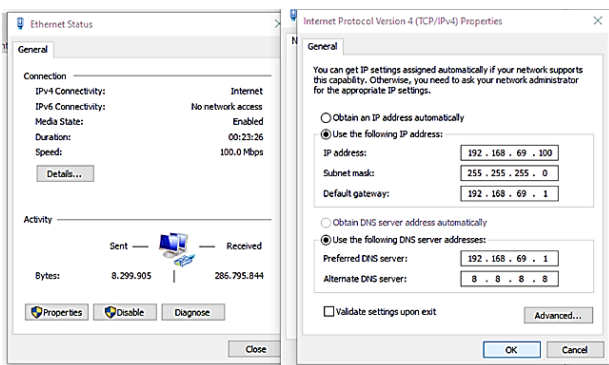 Ethernet Status
General
Connection
IPv4 Connectivity: Internet
IPv6 Connectivity: No network access
Media State: Enabled
Duration: 00:23:26
Speed: 100.0 Mbps
Details...
Activity
Sent Received
Bytes: 8.299.905 286.795.844
Properties Disable Diagnose
Close
Internet Protocol Version 4 (TCP/IPv4) Properties
General
You can get IP settings assigned automatically if your network supports
this capability. Otherwise, you need to ask your network administrator
for the appropriate IP settings.
Obtain an IP address automatically
Use the following IP address:
IP address: 192 . 168 . 69 . 100
Subnet mask: 255 . 255 . 255 . 0
Default gateway: 192 . 168 . 69 . 1
Obtain DNS server address automatically
Use the following DNS server addresses:
Preferred DNS server: 192 . 168 . 69 . 1
Alternate DNS server: 8 . 8 . 8 . 8
Validate settings upon exit
Advanced...
OK Cancel